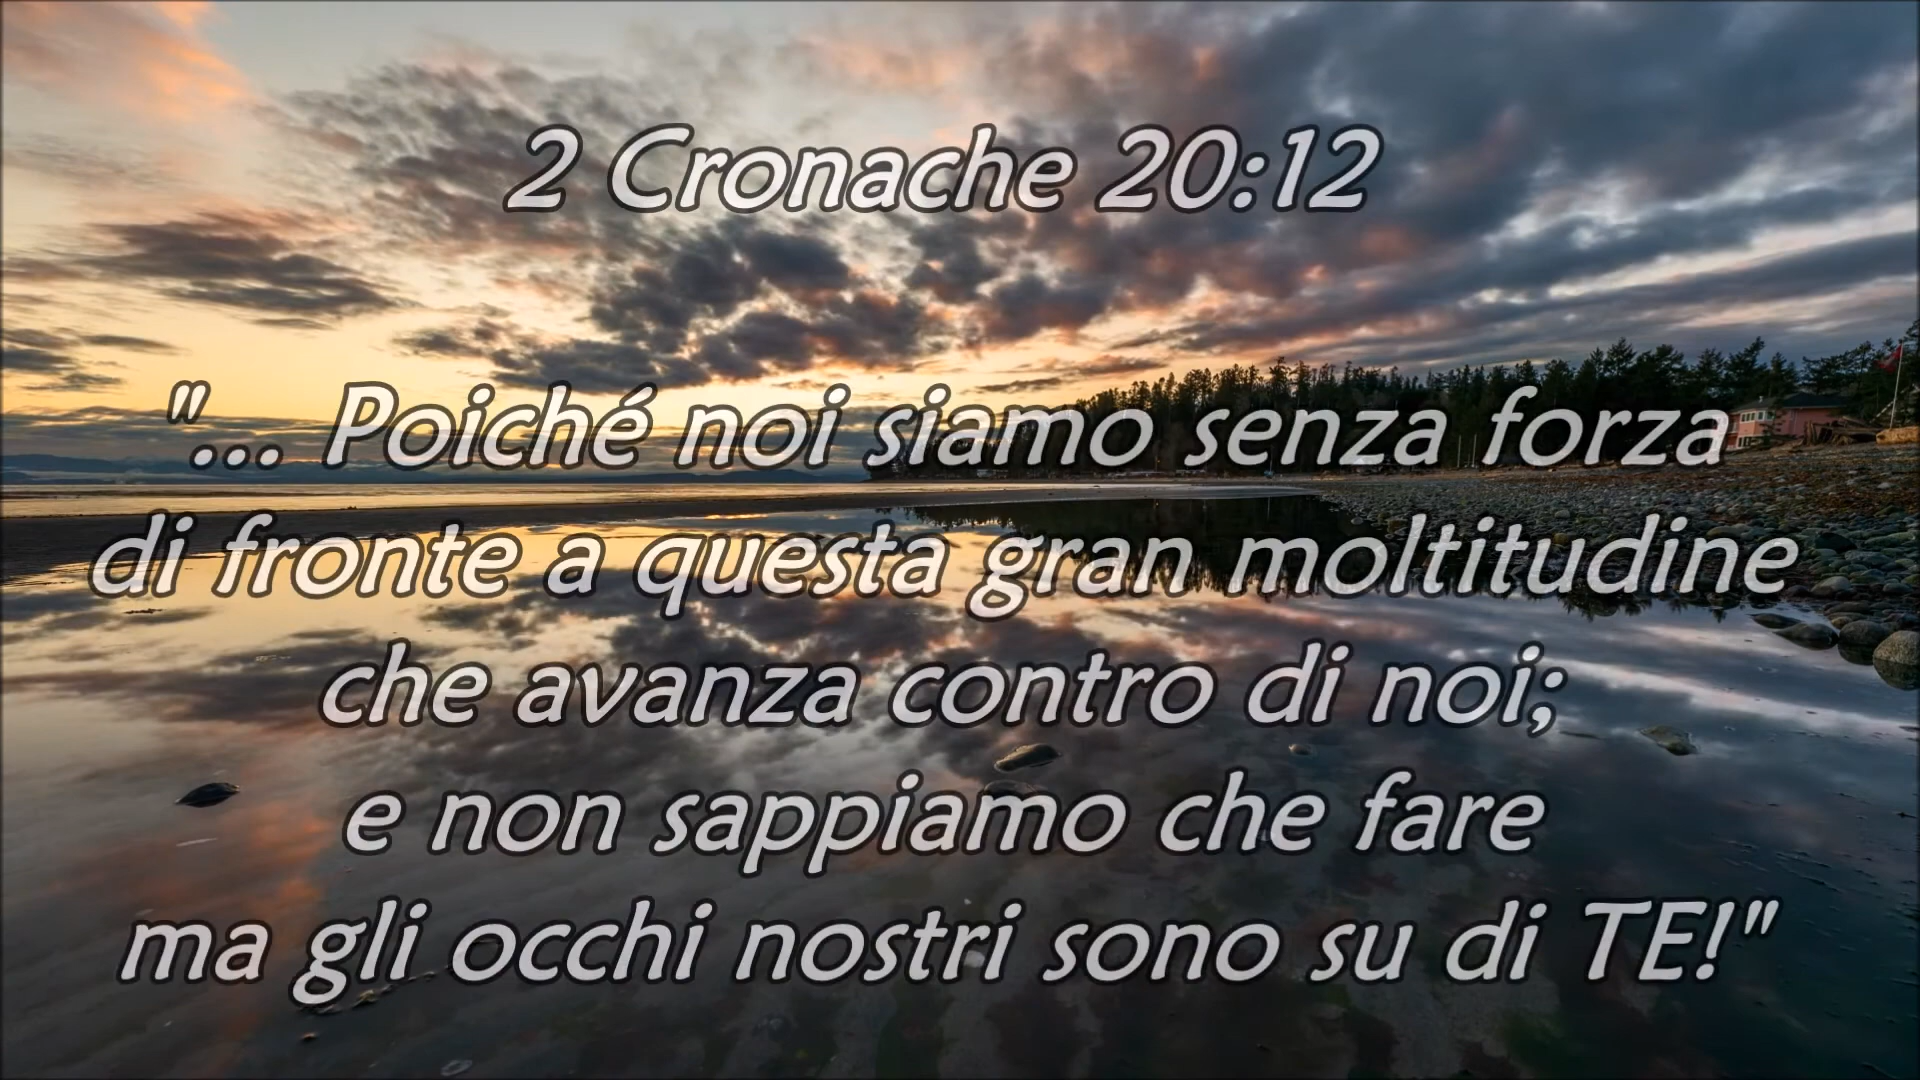 2 Cronache 20:12
"... Poiché noi siamo senza forza
di fronte a questa gran moltitudine
che avanza contro di noi;
e non sappiamo che fare
ma gli occhi nostri sono su di TE!"